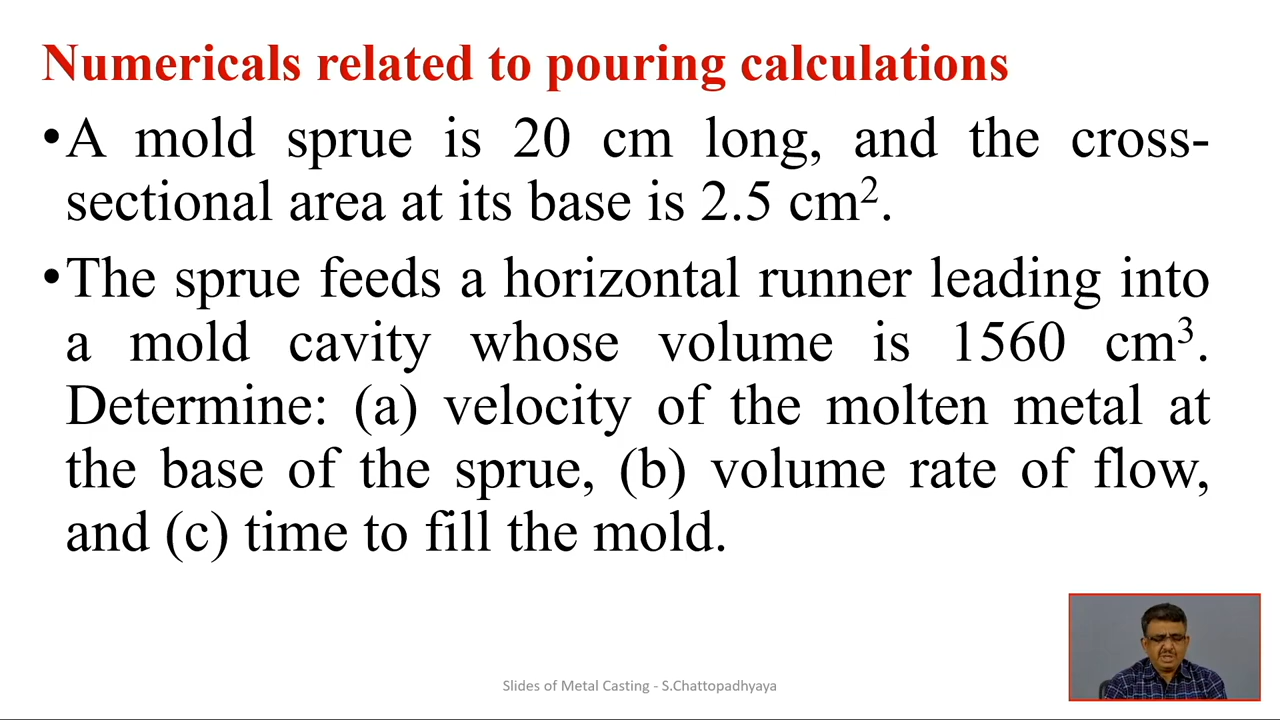 Numericals related to pouring calculations
•A mold sprue is 20 cm long, and the cross-
sectional area at its base is 2.5 cm².
•The sprue feeds a horizontal runner leading into
a mold cavity whose volume is 1560 cm³.
Determine: (a) velocity of the molten metal at
the base of the sprue, (b) volume rate of flow,
and (c) time to fill the mold.
Slides of Metal Casting - S.Chattopadhyaya